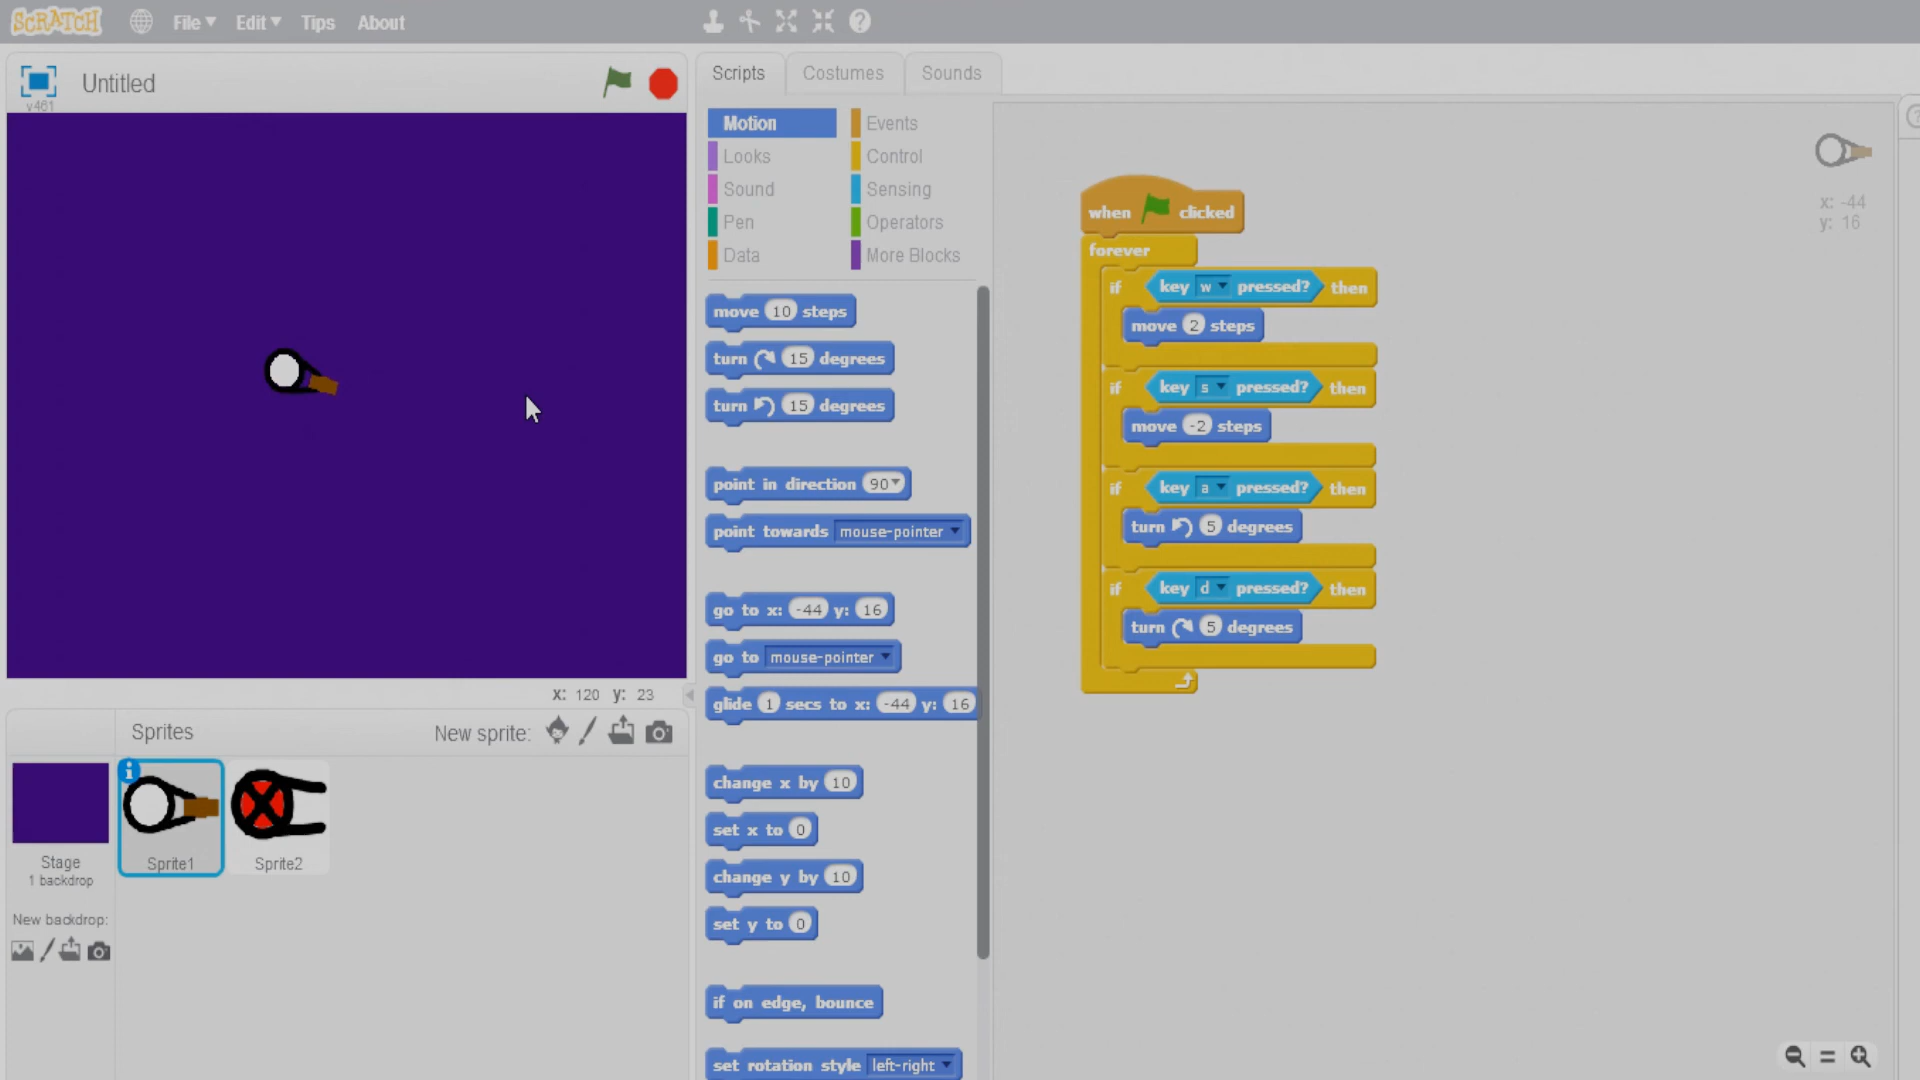 SCRATCH File Edit Tips About
Untitled
v461
Scripts Costumes Sounds
Motion Events
Looks Control
Sound Sensing
Pen Operators
Data More Blocks
move 10 steps
turn 15 degrees
turn 15 degrees
point in direction 90
point towards mouse-pointer
go to x: -44 y: 16
go to mouse-pointer
glide 1 secs to x: -44 y: 16
change x by 10
set x to 0
change y by 10
set y to 0
if on edge, bounce
set rotation style left-right
when clicked
forever
if key w pressed? then
move 2 steps
if key s pressed? then
move -2 steps
if key a pressed? then
turn 5 degrees
if key d pressed? then
turn 5 degrees
x: -44
y: 16
x: 120 y: 23
Sprites New sprite:
Stage
1 backdrop
Sprite1 Sprite2
New backdrop: